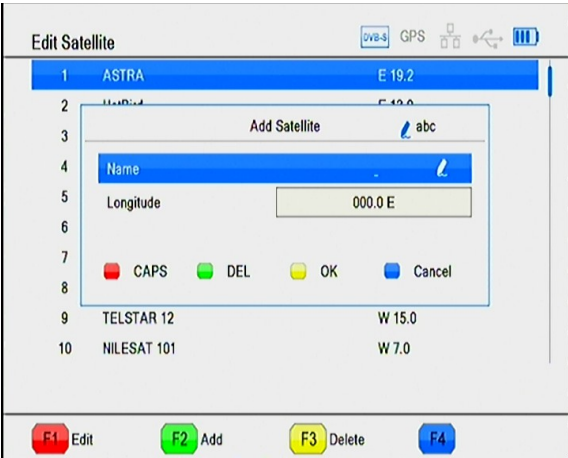 Edit Satellite DVB-S GPS
1 ASTRA E 19.2
2
Add Satellite abc
3
4 Name _
5 Longitude 000.0 E
6
7 CAPS DEL OK Cancel
8
9 TELSTAR 12 W 15.0
10 NILESAT 101 W 7.0
F1 Edit F2 Add F3 Delete F4